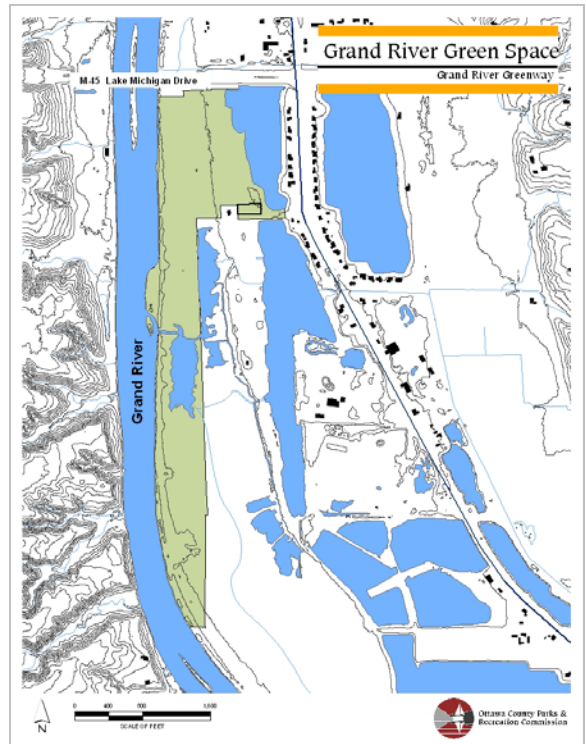 Grand River Green Space
Grand River Greenway
M-45 Lake Michigan Drive
Grand River
N
0 400 800 1,600
SCALE OF FEET
Ottawa County Parks &
Recreation Commission